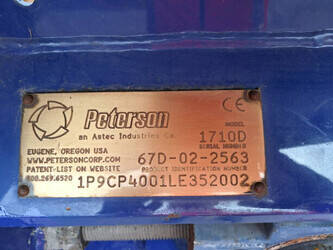 Peterson
CE
an Astec Industries Co.
MODEL
1710D
SERIAL NUMBER
EUGENE, OREGON USA
WWW.PETERSONCORP.COM
67D-02-2563
PATENT-LIST ON WEBSITE
PRODUCT IDENTIFICATION NUMBER
800.269.6520
1P9CP4001LE352002